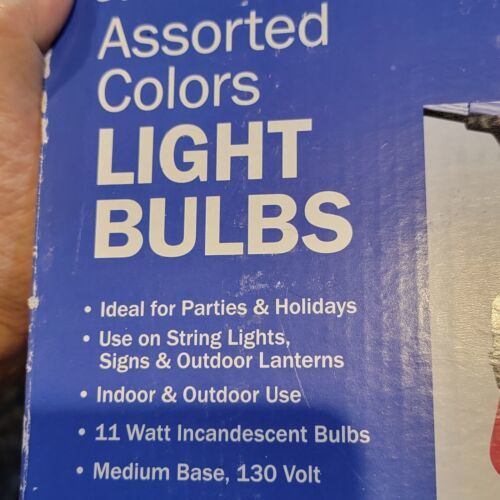 Assorted
Colors
LIGHT
BULBS
• Ideal for Parties & Holidays
• Use on String Lights,
Signs & Outdoor Lanterns
• Indoor & Outdoor Use
• 11 Watt Incandescent Bulbs
• Medium Base, 130 Volt